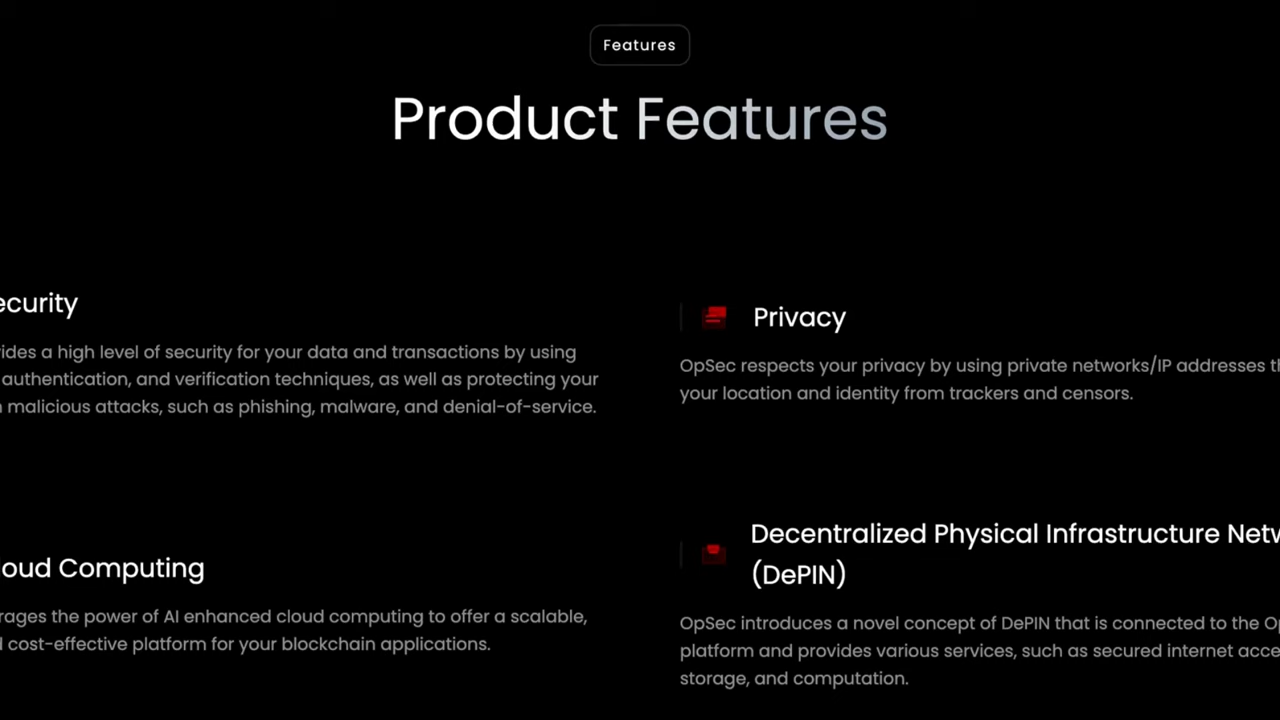 Features
Product Features
ecurity
ides a high level of security for your data and transactions by using
authentication, and verification techniques, as well as protecting your
malicious attacks, such as phishing, malware, and denial-of-service.
Privacy
OpSec respects your privacy by using private networks/IP addresses th
your location and identity from trackers and censors.
loud Computing
rages the power of AI enhanced cloud computing to offer a scalable,
cost-effective platform for your blockchain applications.
Decentralized Physical Infrastructure Netw
(DePIN)
OpSec introduces a novel concept of DePIN that is connected to the Op
platform and provides various services, such as secured internet acce
storage, and computation.